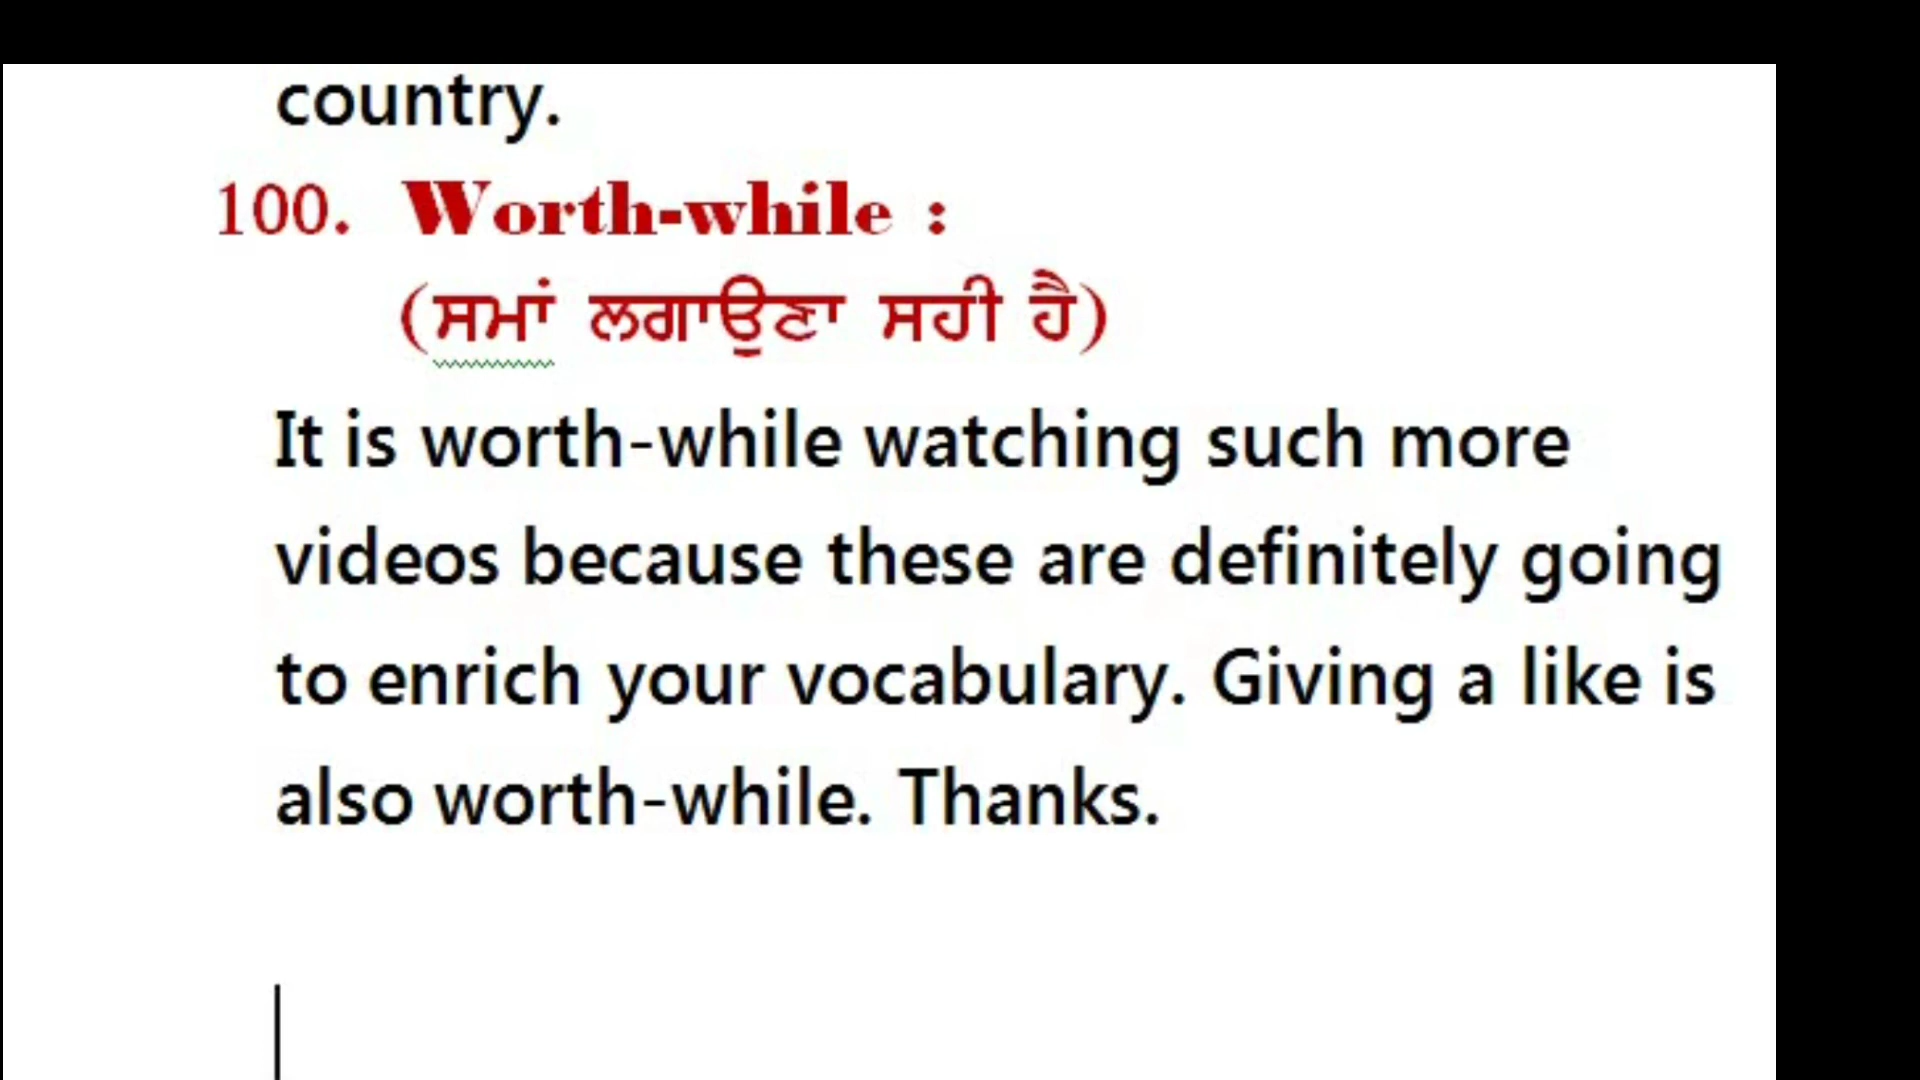 country.
100. Worth-while :
(ਸਮਾਂ ਲਗਾਉਣਾ ਸਹੀ ਹੈ)
It is worth-while watching such more
videos because these are definitely going
to enrich your vocabulary. Giving a like is
also worth-while. Thanks.